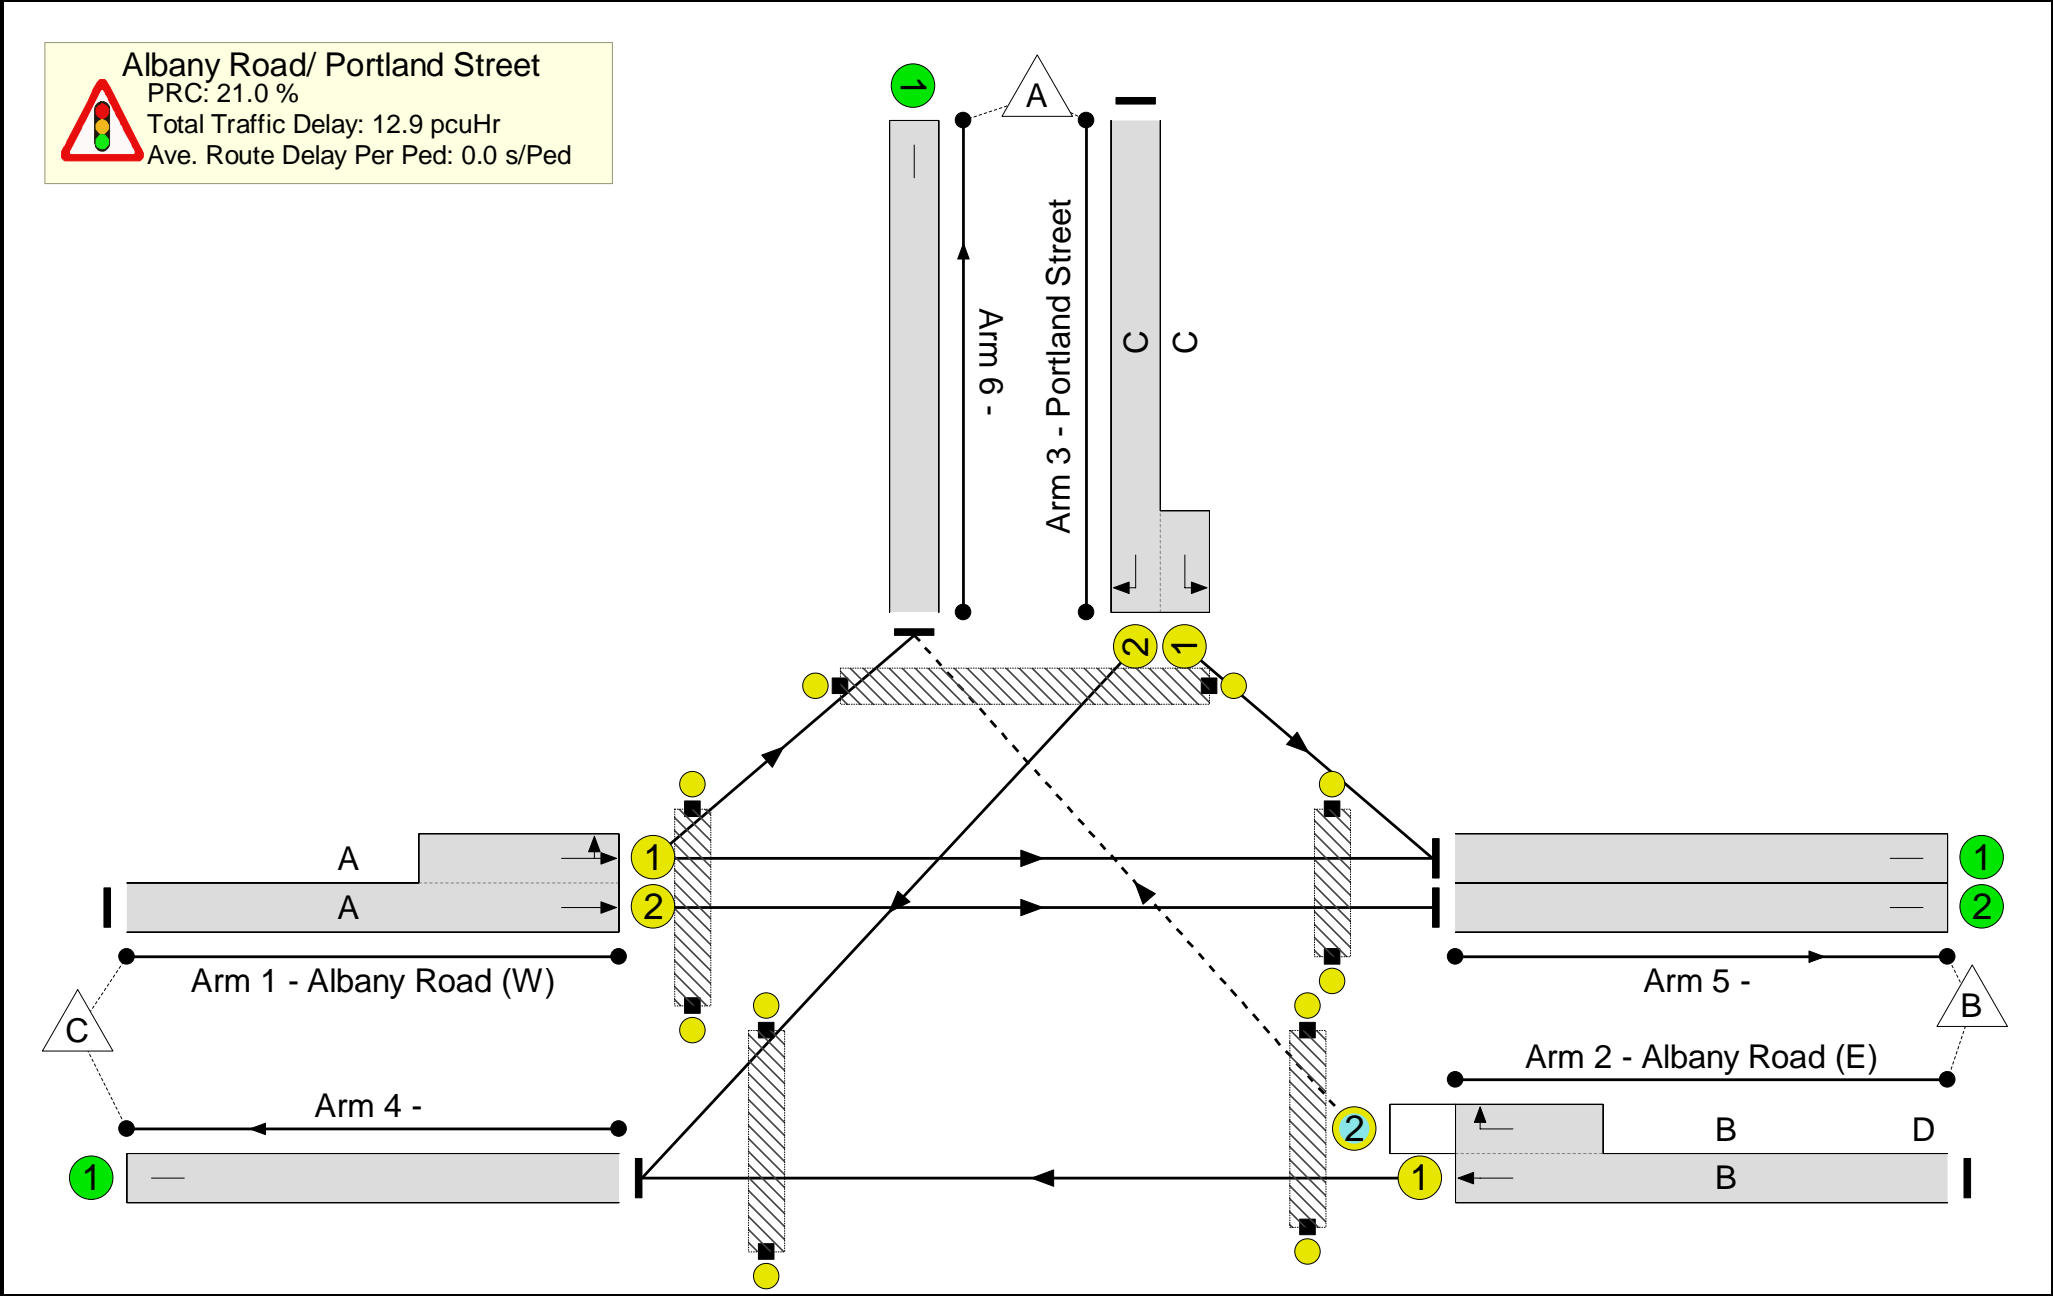 Albany Road/ Portland Street
PRC: 21.0 %
Total Traffic Delay: 12.9 pcuHr
Ave. Route Delay Per Ped: 0.0 s/Ped
1
A
Arm 6 -
Arm 3 - Portland Street
C
C
2
1
A
1
A
2
Arm 1 - Albany Road (W)
C
Arm 4 -
1
1
2
Arm 5 -
B
Arm 2 - Albany Road (E)
2
B
D
1
B